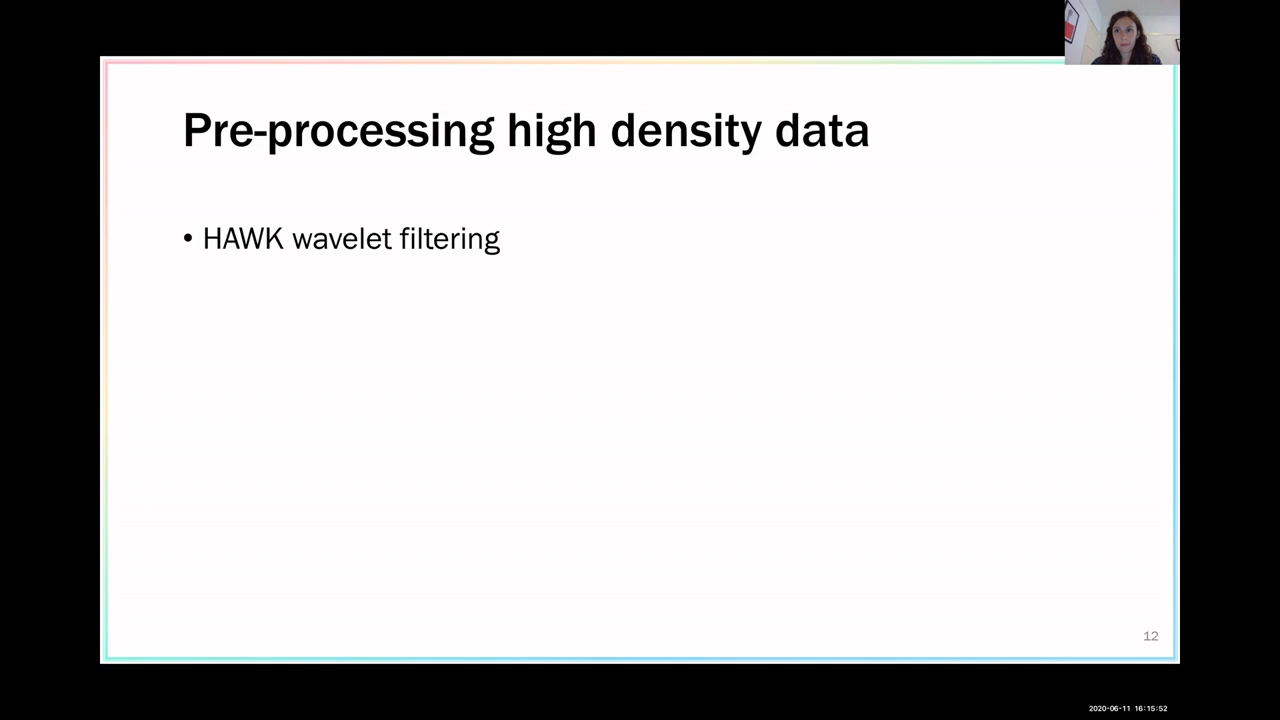 Pre-processing high density data
• HAWK wavelet filtering
12
2020-06-11 16:15:52